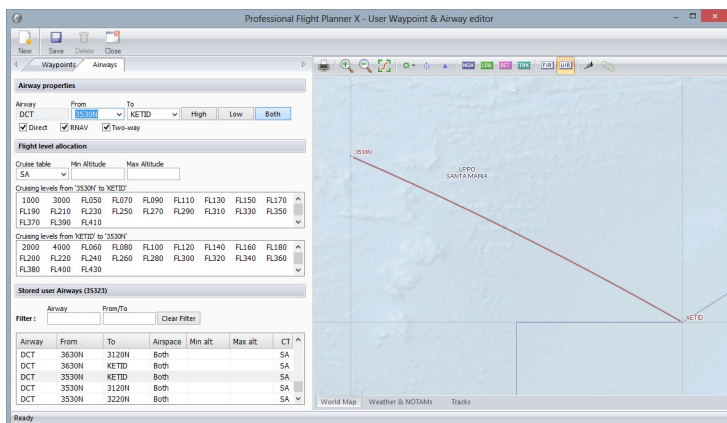 Professional Flight Planner X - User Waypoint & Airway editor
New Save Delete Close
Waypoints Airways
HIGH LOW DCT TRK FIR UIR
Airway properties
Airway From To
DCT 3530N KETID High Low Both
Direct RNAV Two-way
Flight level allocation
Cruise table Min Altitude Max Altitude
SA
Cruising levels from '3530N' to 'KETID'
1000 3000 FL050 FL070 FL090 FL110 FL130 FL150 FL170
FL190 FL210 FL230 FL250 FL270 FL290 FL310 FL330 FL350
FL370 FL390 FL410
Cruising levels from 'KETID' to '3530N'
2000 4000 FL060 FL080 FL100 FL120 FL140 FL160 FL180
FL200 FL220 FL240 FL260 FL280 FL300 FL320 FL340 FL360
FL380 FL400 FL430
Stored user Airways (35323)
Airway From/To
Filter : Clear Filter
Airway From To Airspace Min alt Max alt CT
DCT 3630N 3120N Both SA
DCT 3630N KETID Both SA
DCT 3530N KETID Both SA
DCT 3530N 3120N Both SA
DCT 3530N 3220N Both SA
3530N
LPPO
SANTA MARIA
KETID
World Map Weather & NOTAMs Tracks
Ready